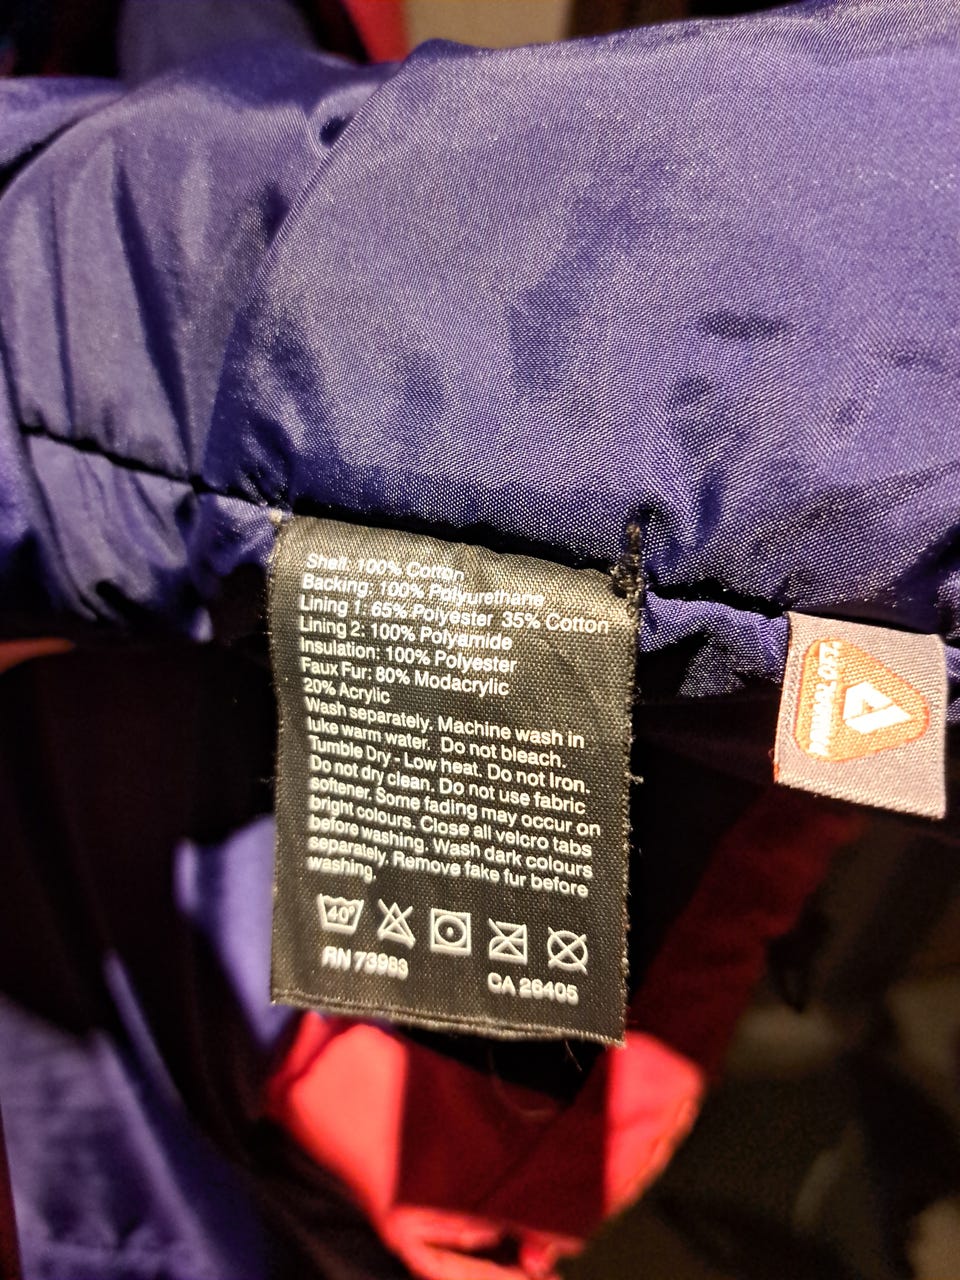 Shell: 100% Cotton
Backing: 100% Polyurethane
Lining 1: 65% Polyester 35% Cotton
Lining 2: 100% Polyamide
Insulation: 100% Polyester
Faux Fur: 80% Modacrylic
20% Acrylic
Wash separately. Machine wash in
luke warm water. Do not bleach.
Tumble Dry - Low heat. Do not Iron.
Do not dry clean. Do not use fabric
softener. Some fading may occur on
bright colours. Close all velcro tabs
before washing. Wash dark colours
separately. Remove fake fur before
washing.
40°
RN 73983
CA 26405